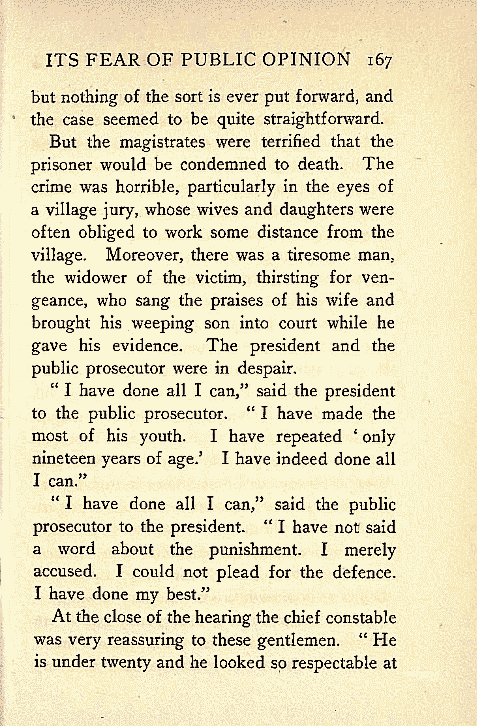 ITS FEAR OF PUBLIC OPINION 167
but nothing of the sort is ever put forward, and
the case seemed to be quite straightforward.
But the magistrates were terrified that the
prisoner would be condemned to death. The
crime was horrible, particularly in the eyes of
a village jury, whose wives and daughters were
often obliged to work some distance from the
village. Moreover, there was a tiresome man,
the widower of the victim, thirsting for ven-
geance, who sang the praises of his wife and
brought his weeping son into court while he
gave his evidence. The president and the
public prosecutor were in despair.
“ I have done all I can,” said the president
to the public prosecutor. “ I have made the
most of his youth. I have repeated ‘ only
nineteen years of age.’ I have indeed done all
I can.”
“ I have done all I can,” said the public
prosecutor to the president. “ I have not said
a word about the punishment. I merely
accused. I could not plead for the defence.
I have done my best.”
At the close of the hearing the chief constable
was very reassuring to these gentlemen. “ He
is under twenty and he looked so respectable at